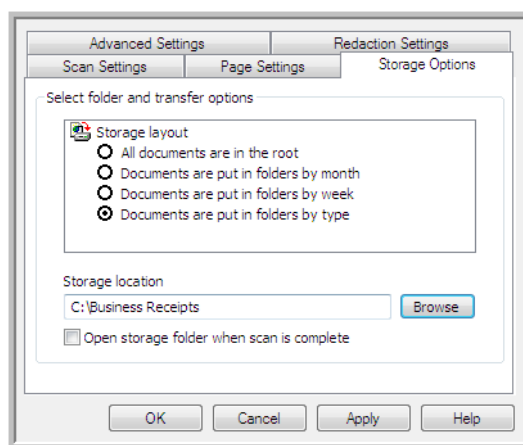 Advanced Settings Redaction Settings
Scan Settings Page Settings Storage Options
Select folder and transfer options
Storage layout
All documents are in the root
Documents are put in folders by month
Documents are put in folders by week
Documents are put in folders by type
Storage location
C:\Business Receipts Browse
Open storage folder when scan is complete
OK Cancel Apply Help